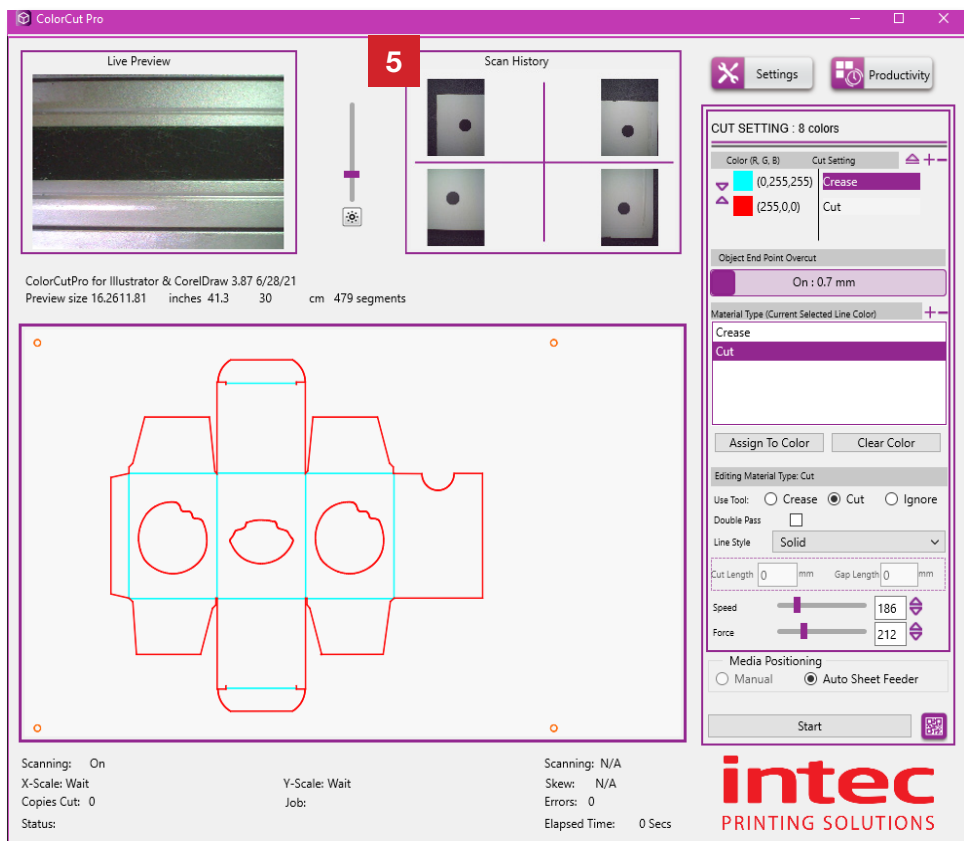 ColorCut Pro
Live Preview
5
Scan History
Settings
Productivity
CUT SETTING : 8 colors
Color (R, G, B) Cut Setting
(0,255,255) Crease
(255,0,0) Cut
Object End Point Overcut
On : 0.7 mm
Material Type (Current Selected Line Color)
Crease
Cut
Assign To Color Clear Color
Editing Material Type: Cut
Use Tool: Crease Cut Ignore
Double Pass
Line Style Solid
Cut Length 0 mm Gap Length 0 mm
Speed 186
Force 212
Media Positioning
Manual Auto Sheet Feeder
Start
ColorCutPro for Illustrator & CorelDraw 3.87 6/28/21
Preview size 16.2611.81 inches 41.3 30 cm 479 segments
Scanning: On
X-Scale: Wait
Y-Scale: Wait
Copies Cut: 0
Job:
Status:
Scanning: N/A
Skew: N/A
Errors: 0
Elapsed Time: 0 Secs
intec
PRINTING SOLUTIONS